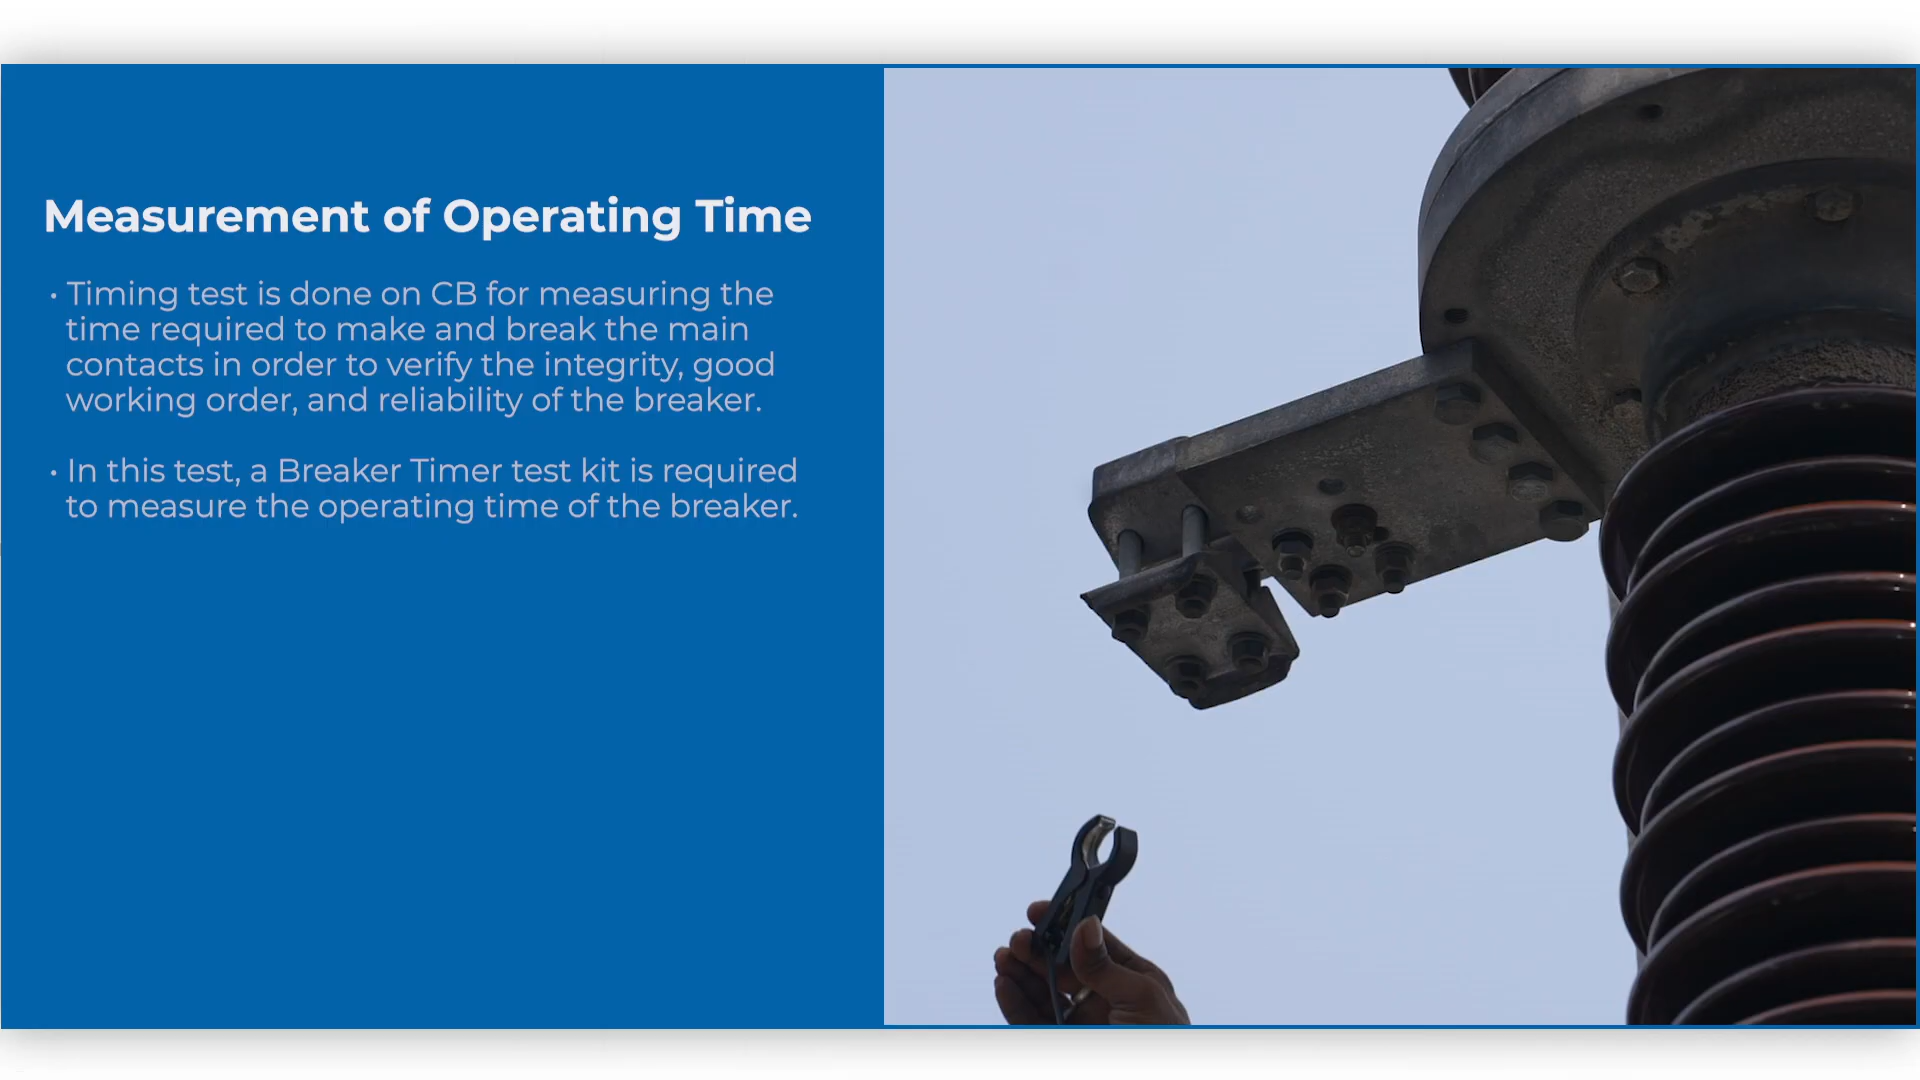 Measurement of Operating Time
• Timing test is done on CB for measuring the
time required to make and break the main
contacts in order to verify the integrity, good
working order, and reliability of the breaker.
• In this test, a Breaker Timer test kit is required
to measure the operating time of the breaker.